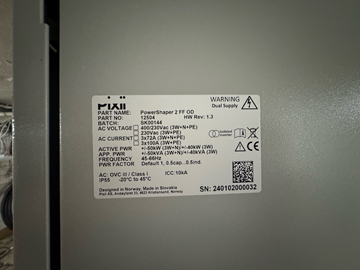 PIXII
WARNING
Dual Supply
PART NAME: PowerShaper 2 FF OD
PART NO: 12504 HW Rev: 1.3
BATCH: SK00144
AC VOLTAGE 400/230VAC (3W+N+PE)
230VAC (3W+PE)
AC CURRENT 3x72A (3W+N+PE)
3x100A (3W+PE)
ACTIVE PWR +/-50kW (3W+N)/+/-40kW (3W)
APP. PWR +/-50kVA (3W+N)/+/-40kVA (3W)
FREQUENCY 45-66Hz
PWR FACTOR Default 1, 0.5cap...0.5ind.
AC: OVC III / Class I ICC:10kA
IP55 -20°C to 45°C
Designed in Norway, Made in Slovakia
SN: 240102000032